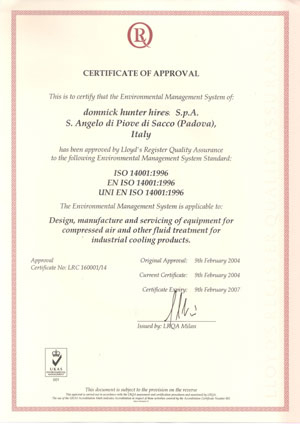 R
CERTIFICATE OF APPROVAL
This is to certify that the Environmental Management System of:
domnick hunter hires. S.p.A.
S. Angelo di Piove di Sacco (Padova),
Italy
has been approved by Lloyd's Register Quality Assurance
to the following Environmental Management System Standard:
ISO 14001:1996
EN ISO 14001:1996
UNI EN ISO 14001:1996
The Environmental Management System is applicable to:
Design, manufacture and servicing of equipment for
compressed air and other fluid treatment for
industrial cooling products.
Approval
Certificate No: LRC 160001/14
Original Approval: 9th February 2004
Current Certificate: 9th February 2004
Certificate Expiry: 9th February 2007
Issued by: LRQA Milan
UKAS
This document is subject to the provision on the reverse